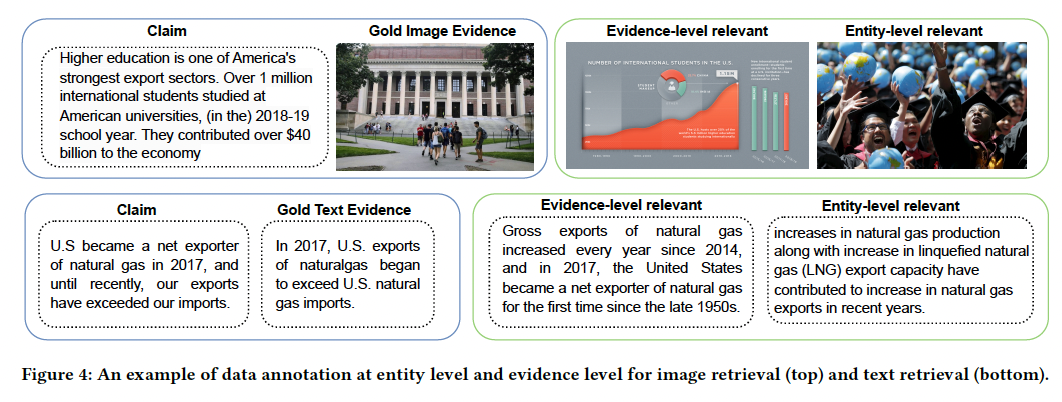 Claim
Gold Image Evidence
Higher education is one of America's
strongest export sectors. Over 1 million
international students studied at
American universities, (in the) 2018-19
school year. They contributed over $40
billion to the economy
Evidence-level relevant
Entity-level relevant
NUMBER OF INTERNATIONAL STUDENTS IN THE U.S.
Claim
Gold Text Evidence
U.S became a net exporter
of natural gas in 2017, and
until recently, our exports
have exceeded our imports.
In 2017, U.S. exports
of naturalgas began
to exceed U.S. natural
gas imports.
Evidence-level relevant
Entity-level relevant
Gross exports of natural gas
increased every year since 2014,
and in 2017, the United States
became a net exporter of natural gas
for the first time since the late 1950s.
increases in natural gas production
along with increase in linquefied natural
gas (LNG) export capacity have
contributed to increase in natural gas
exports in recent years.
Figure 4: An example of data annotation at entity level and evidence level for image retrieval (top) and text retrieval (bottom).